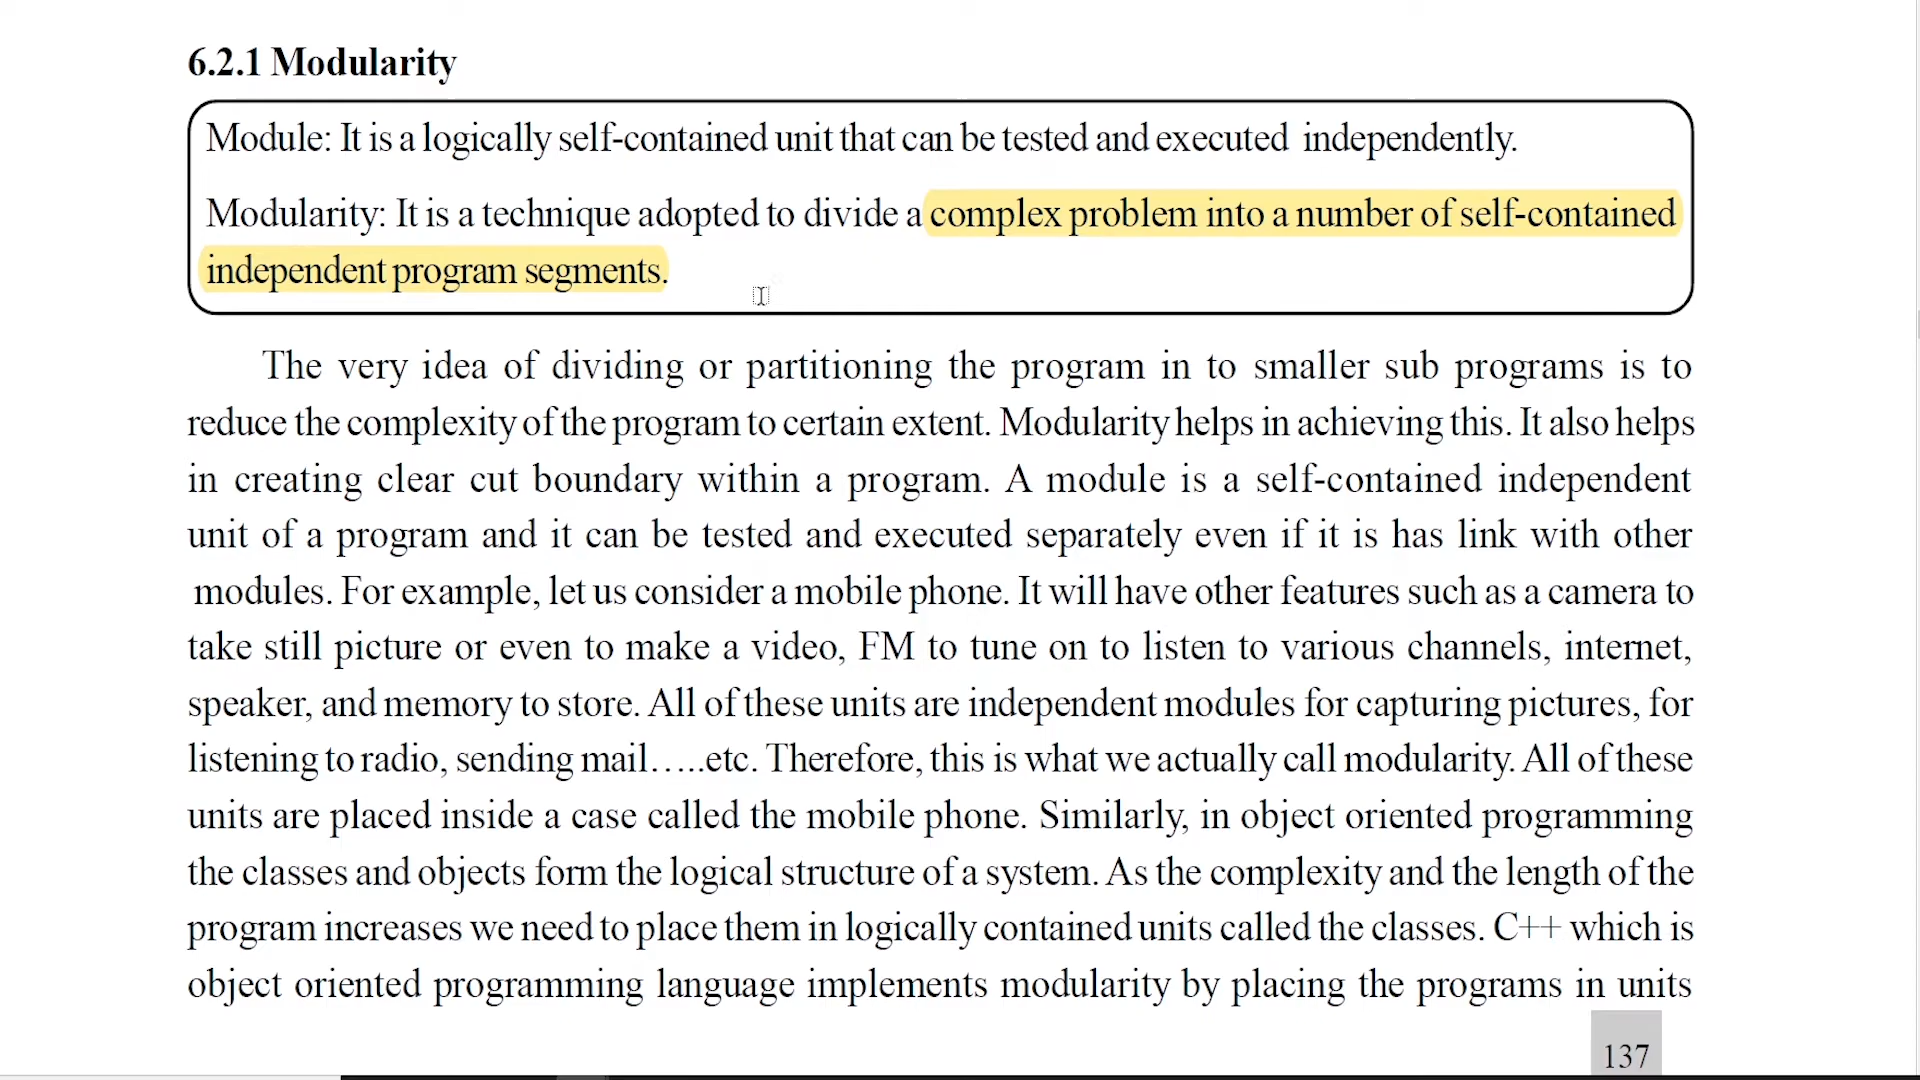 6.2.1 Modularity
Module: It is a logically self-contained unit that can be tested and executed independently.
Modularity: It is a technique adopted to divide a complex problem into a number of self-contained
independent program segments.
The very idea of dividing or partitioning the program in to smaller sub programs is to
reduce the complexity of the program to certain extent. Modularity helps in achieving this. It also helps
in creating clear cut boundary within a program. A module is a self-contained independent
unit of a program and it can be tested and executed separately even if it is has link with other
modules. For example, let us consider a mobile phone. It will have other features such as a camera to
take still picture or even to make a video, FM to tune on to listen to various channels, internet,
speaker, and memory to store. All of these units are independent modules for capturing pictures, for
listening to radio, sending mail…..etc. Therefore, this is what we actually call modularity. All of these
units are placed inside a case called the mobile phone. Similarly, in object oriented programming
the classes and objects form the logical structure of a system. As the complexity and the length of the
program increases we need to place them in logically contained units called the classes. C++ which is
object oriented programming language implements modularity by placing the programs in units
137